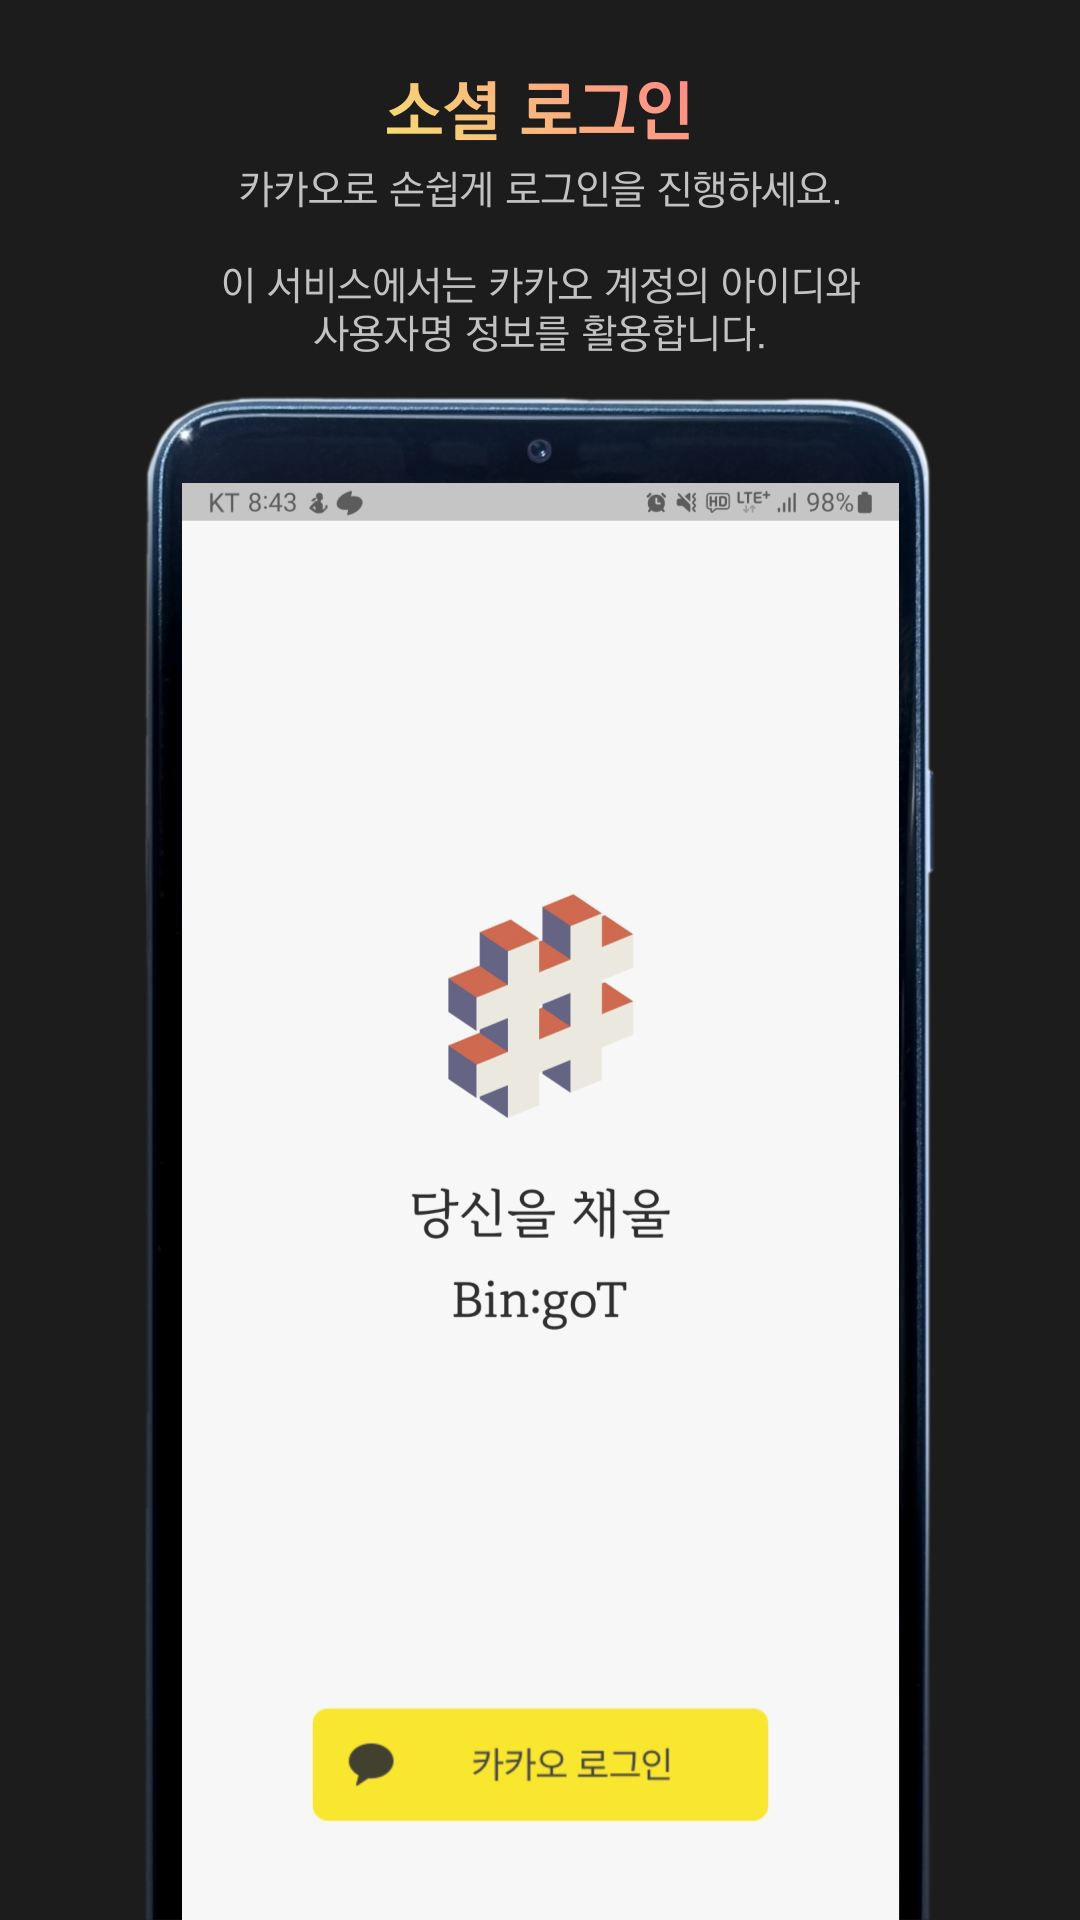 소셜 로그인
카카오로 손쉽게 로그인을 진행하세요.
이 서비스에서는 카카오 계정의 아이디와
사용자명 정보를 활용합니다.
KT 8:43 HD LTE+ 98%
당신을 채울
Bin:goT
카카오 로그인